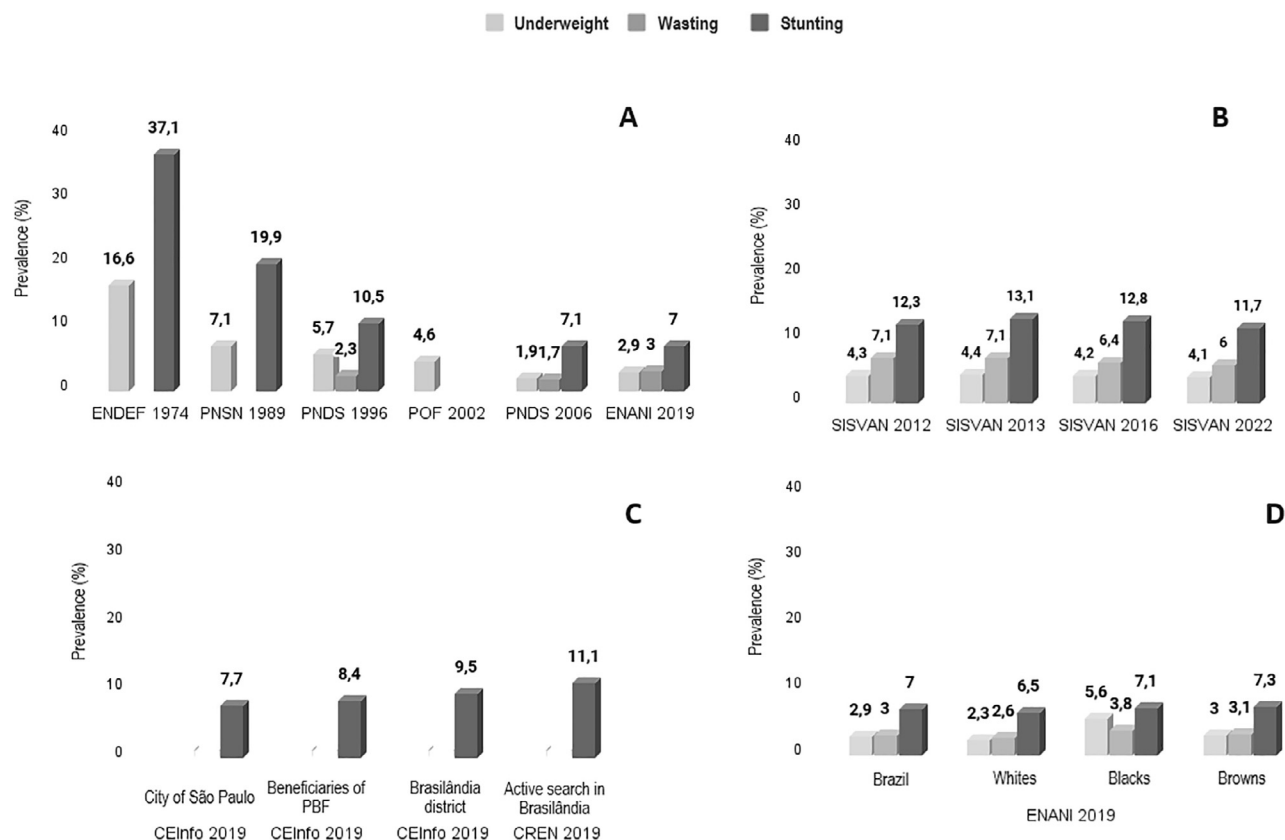 Underweight Wasting Stunting
A
Prevalence (%)
40
30
20
10
0
16,6 37,1
7,1 19,9
5,7 2,3 10,5
4,6
1,9 1,7 7,1
2,9 3 7
ENDEF 1974 PNSN 1989 PNDS 1996 POF 2002 PNDS 2006 ENANI 2019
B
Prevalence (%)
40
30
20
10
0
4,3 7,1 12,3
4,4 7,1 13,1
4,2 6,4 12,8
4,1 6 11,7
SISVAN 2012 SISVAN 2013 SISVAN 2016 SISVAN 2022
C
Prevalence (%)
40
30
20
10
0
7,7
8,4
9,5
11,1
City of São Paulo
CEInfo 2019
Beneficiaries of
PBF
CEInfo 2019
Brasilândia
district
CEInfo 2019
Active search in
Brasilândia
CREN 2019
D
Prevalence (%)
40
30
20
10
0
2,9 3 7
2,3 2,6 6,5
5,6 3,8 7,1
3 3,1 7,3
Brazil Whites Blacks Browns
ENANI 2019